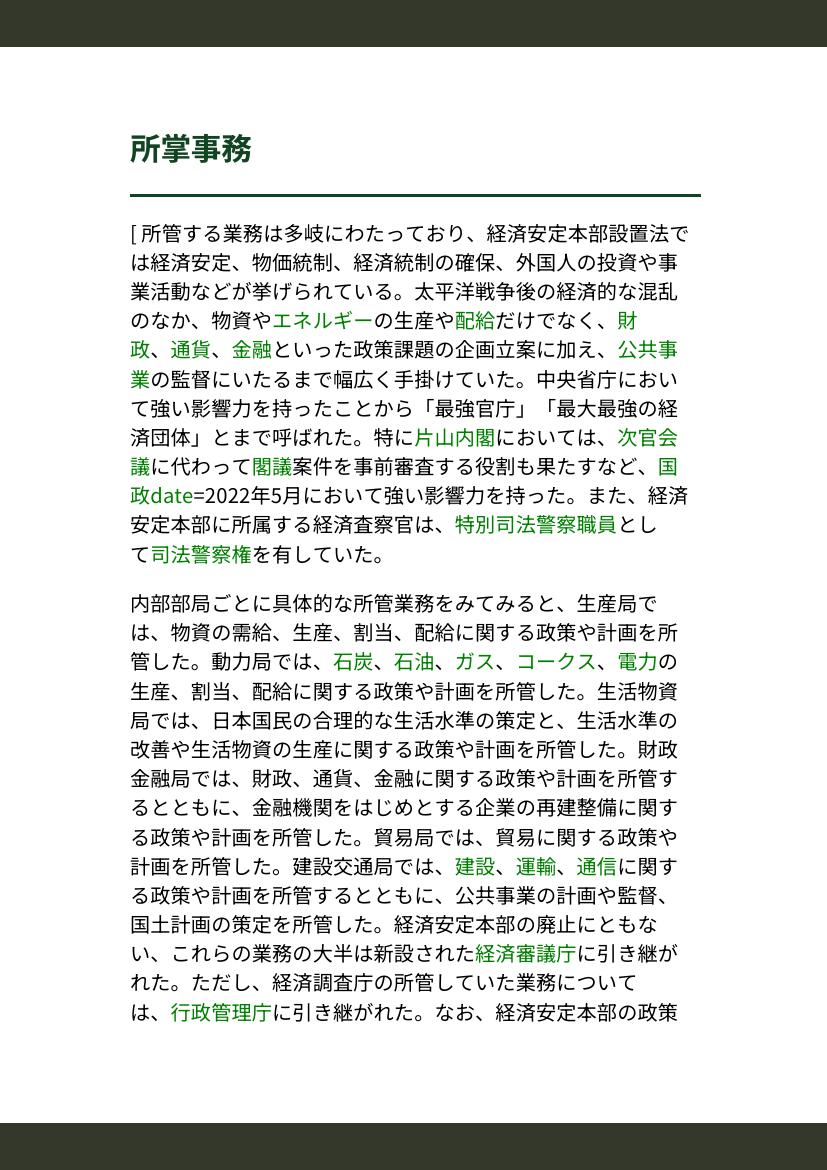 所掌事務
[ 所管する業務は多岐にわたっており、経済安定本部設置法で
は経済安定、物価統制、経済統制の確保、外国人の投資や事
業活動などが挙げられている。太平洋戦争後の経済的な混乱
のなか、物資やエネルギーの生産や配給だけでなく、財
政、通貨、金融といった政策課題の企画立案に加え、公共事
業の監督にいたるまで幅広く手掛けていた。中央省庁におい
て強い影響力を持ったことから「最強官庁」「最大最強の経
済団体」とまで呼ばれた。特に片山内閣においては、次官会
議に代わって閣議案件を事前審査する役割も果たすなど、国
政date=2022年5月において強い影響力を持った。また、経済
安定本部に所属する経済査察官は、特別司法警察職員とし
て司法警察権を有していた。
内部部局ごとに具体的な所管業務をみてみると、生産局で
は、物資の需給、生産、割当、配給に関する政策や計画を所
管した。動力局では、石炭、石油、ガス、コークス、電力の
生産、割当、配給に関する政策や計画を所管した。生活物資
局では、日本国民の合理的な生活水準の策定と、生活水準の
改善や生活物資の生産に関する政策や計画を所管した。財政
金融局では、財政、通貨、金融に関する政策や計画を所管す
るとともに、金融機関をはじめとする企業の再建整備に関す
る政策や計画を所管した。貿易局では、貿易に関する政策や
計画を所管した。建設交通局では、建設、運輸、通信に関す
る政策や計画を所管するとともに、公共事業の計画や監督、
国土計画の策定を所管した。経済安定本部の廃止にともな
い、これらの業務の大半は新設された経済審議庁に引き継が
れた。ただし、経済調査庁の所管していた業務について
は、行政管理庁に引き継がれた。なお、経済安定本部の政策